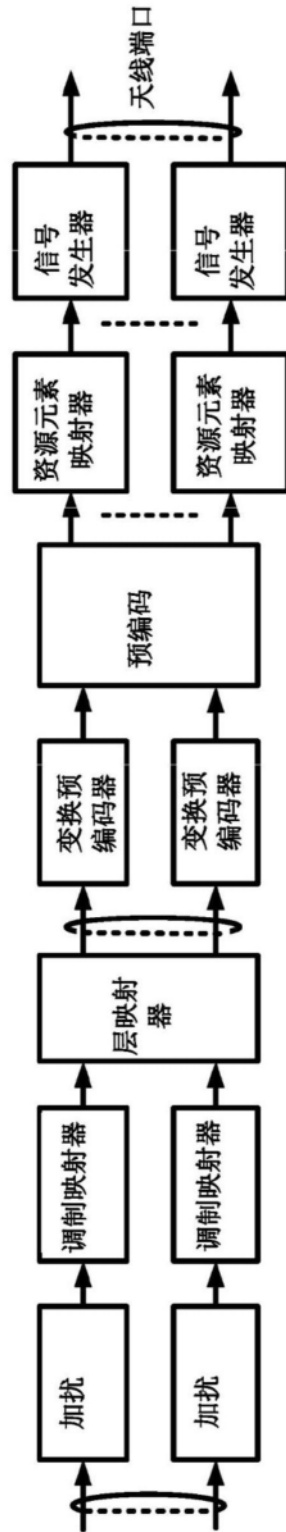 加扰
调制映射器
层映射
器
变换预
编码器
预编码
资源元素
映射器
信号
发生器
天线端口
加扰
调制映射器
变换预
编码器
资源元素
映射器
信号
发生器